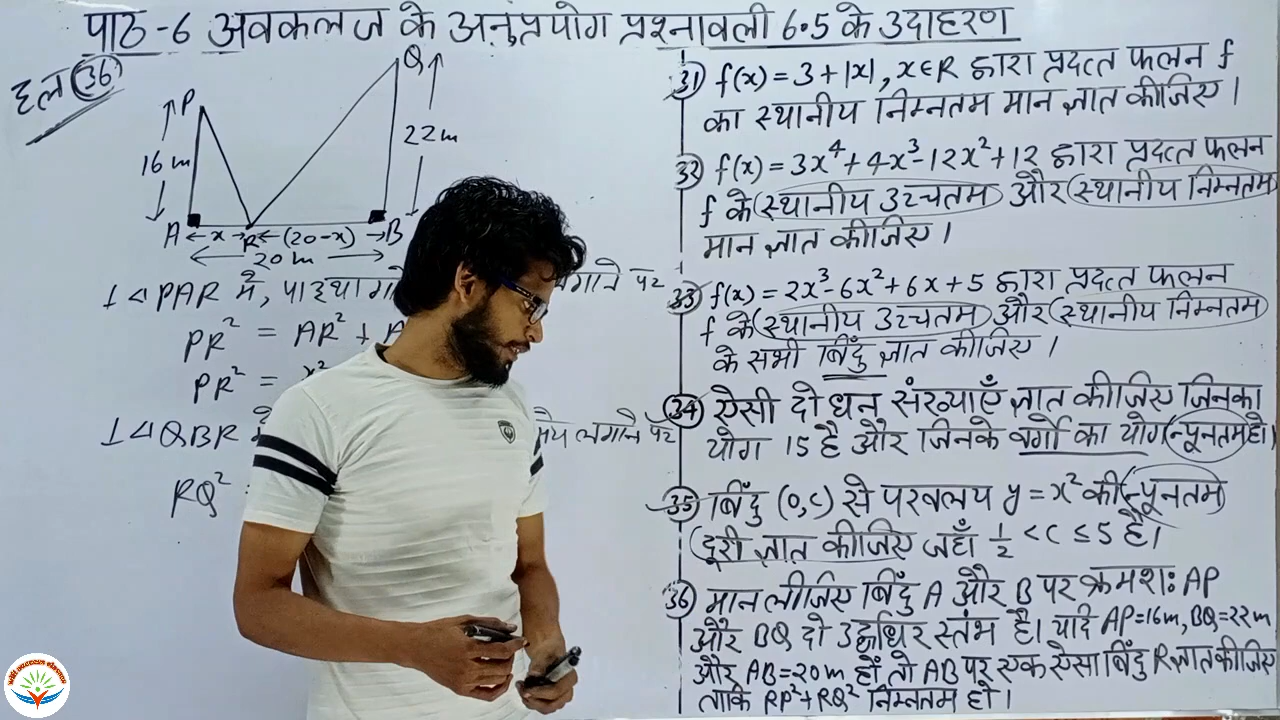 पाठ -6 अवकलज के अनुप्रयोग प्रश्नावली 6.5 के उदाहरण
हल 36
P
Q
16 m
22 m
A
x
R
(20-x)
B
20 m
⊥ ⊲ PAR में, पाइथागो
लगाने पर
PR² = AR² + A
PR² = x²
⊥ ⊲ QBR में
मेय लगाने पर
RQ²
31) f(x) = 3 + |x|, x∈R द्वारा प्रदत्त फलन f
का स्थानीय निम्नतम मान ज्ञात कीजिए।
32) f(x) = 3x⁴ + 4x³ - 12x² + 12 द्वारा प्रदत्त फलन
f के स्थानीय उच्चतम और स्थानीय निम्नतम
मान ज्ञात कीजिए।
33) f(x) = 2x³ - 6x² + 6x + 5 द्वारा प्रदत्त फलन
f के स्थानीय उच्चतम और स्थानीय निम्नतम
के सभी बिंदु ज्ञात कीजिए।
34) ऐसी दो धन संख्याएँ ज्ञात कीजिए जिनका
योग 15 है और जिनके वर्गों का योग न्यूनतम हो।
35) बिंदु (0,c) से परवलय y = x² की न्यूनतम
दूरी ज्ञात कीजिए जहाँ 1/2 < c ≤ 5 है।
36) मान लीजिए बिंदु A और B पर क्रमशः AP
और BQ दो उर्ध्वाधर स्तंभ है। यदि AP=16m, BQ=22m
और AB=20m हों तो AB पर एक ऐसा बिंदु R ज्ञात कीजिए
ताकि RP²+RQ² निम्नतम हो।